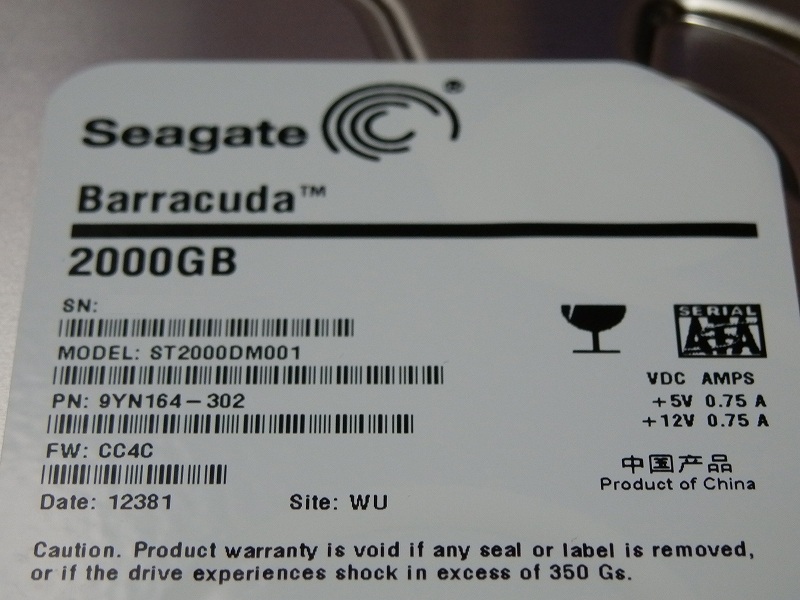 Seagate®
Barracuda™
2000GB
SN:
MODEL: ST2000DM001
PN: 9YN164-302
FW: CC4C
Date: 12381 Site: WU
SERIAL
ATA
VDC AMPS
+5V 0.75 A
+12V 0.75 A
中国产品
Product of China
Caution. Product warranty is void if any seal or label is removed,
or if the drive experiences shock in excess of 350 Gs.